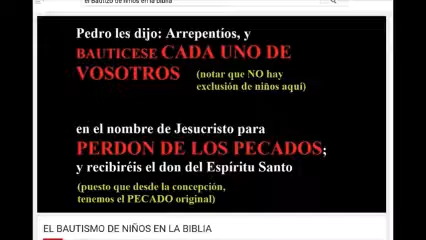 el Bautizo de Niños en la Biblia
Pedro les dijo: Arrepentíos, y
BAUTICESE CADA UNO DE
VOSOTROS
(notar que NO hay
exclusión de niños aquí)
en el nombre de Jesucristo para
PERDON DE LOS PECADOS;
y recibiréis el don del Espíritu Santo
(puesto que desde la concepción,
tenemos el PECADO original)
EL BAUTISMO DE NIÑOS EN LA BIBLIA